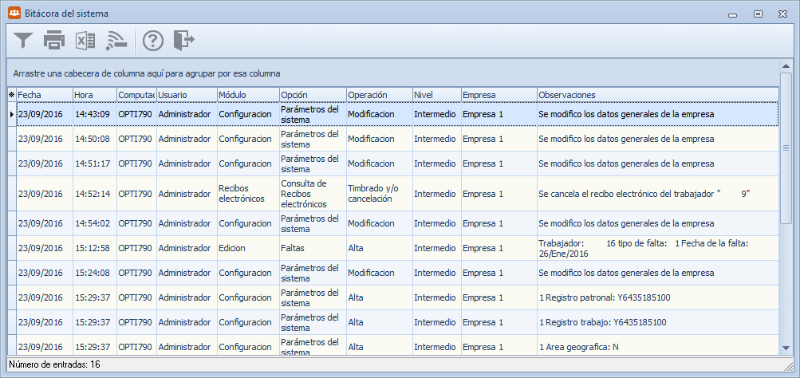 Bitácora del sistema
Arrastre una cabecera de columna aquí para agrupar por esa columna
Fecha Hora Computac Usuario Módulo Opción Operación Nivel Empresa Observaciones
23/09/2016 14:43:09 OPTI790 Administrador Configuracion Parámetros del sistema Modificacion Intermedio Empresa 1 Se modifico los datos generales de la empresa
23/09/2016 14:50:08 OPTI790 Administrador Configuracion Parámetros del sistema Modificacion Intermedio Empresa 1 Se modifico los datos generales de la empresa
23/09/2016 14:51:17 OPTI790 Administrador Configuracion Parámetros del sistema Modificacion Intermedio Empresa 1 Se modifico los datos generales de la empresa
23/09/2016 14:52:14 OPTI790 Administrador Recibos electrónicos Consulta de Recibos electrónicos Timbrado y/o cancelación Intermedio Empresa 1 Se cancela el recibo electrónico del trabajador " 9"
23/09/2016 14:54:02 OPTI790 Administrador Configuracion Parámetros del sistema Modificacion Intermedio Empresa 1 Se modifico los datos generales de la empresa
23/09/2016 15:12:58 OPTI790 Administrador Edicion Faltas Alta Intermedio Empresa 1 Trabajador: 16 tipo de falta: 1 Fecha de la falta: 26/Ene/2016
23/09/2016 15:24:08 OPTI790 Administrador Configuracion Parámetros del sistema Modificacion Intermedio Empresa 1 Se modifico los datos generales de la empresa
23/09/2016 15:29:37 OPTI790 Administrador Configuracion Parámetros del sistema Alta Intermedio Empresa 1 1 Registro patronal: Y6435185100
23/09/2016 15:29:37 OPTI790 Administrador Configuracion Parámetros del sistema Alta Intermedio Empresa 1 1 Registro trabajo: Y6435185100
23/09/2016 15:29:37 OPTI790 Administrador Configuracion Parámetros del sistema Alta Intermedio Empresa 1 1 Area geografica: N
Número de entradas: 16